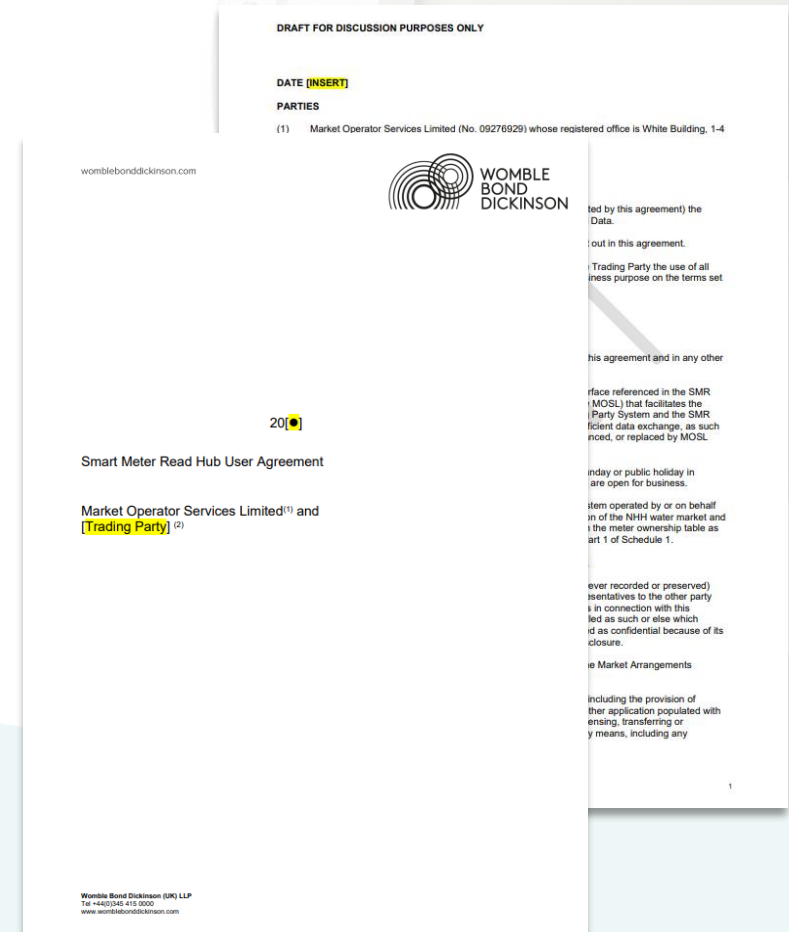 DRAFT FOR DISCUSSION PURPOSES ONLY
DATE [INSERT]
PARTIES
(1) Market Operator Services Limited (No. 09276929) whose registered office is White Building, 1-4
ted by this agreement) the
Data.
out in this agreement.
Trading Party the use of all
iness purpose on the terms set
his agreement and in any other
rface referenced in the SMR
MOSL) that facilitates the
Party System and the SMR
ficient data exchange, as such
nced, or replaced by MOSL
nday or public holiday in
are open for business.
stem operated by or on behalf
on of the NHH water market and
the meter ownership table as
art 1 of Schedule 1.
ever recorded or preserved)
esentatives to the other party
s in connection with this
led as such or else which
ed as confidential because of its
closure.
e Market Arrangements
including the provision of
ther application populated with
ensing, transferring or
y means, including any
1
womblebonddickinson.com
WOMBLE
BOND
DICKINSON
20[●]
Smart Meter Read Hub User Agreement
Market Operator Services Limited(1) and
[Trading Party] (2)
Womble Bond Dickinson (UK) LLP
Tel +44(0)345 415 0000
www.womblebonddickinson.com